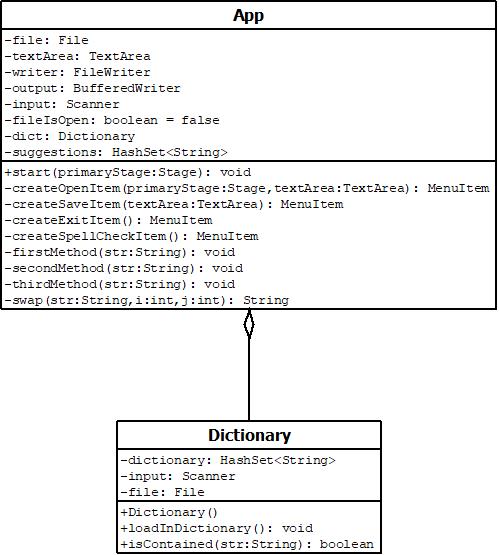 App
-file: File
-textArea: TextArea
-writer: FileWriter
-output: BufferedWriter
-input: Scanner
-fileIsOpen: boolean = false
-dict: Dictionary
-suggestions: HashSet<String>
+start(primaryStage:Stage): void
-createOpenItem(primaryStage:Stage,textArea:TextArea): MenuItem
-createSaveItem(textArea:TextArea): MenuItem
-createExitItem(): MenuItem
-createSpellCheckItem(): MenuItem
-firstMethod(str:String): void
-secondMethod(str:String): void
-thirdMethod(str:String): void
-swap(str:String,i:int,j:int): String
Dictionary
-dictionary: HashSet<String>
-input: Scanner
-file: File
+Dictionary()
+loadInDictionary(): void
+isContained(str:String): boolean